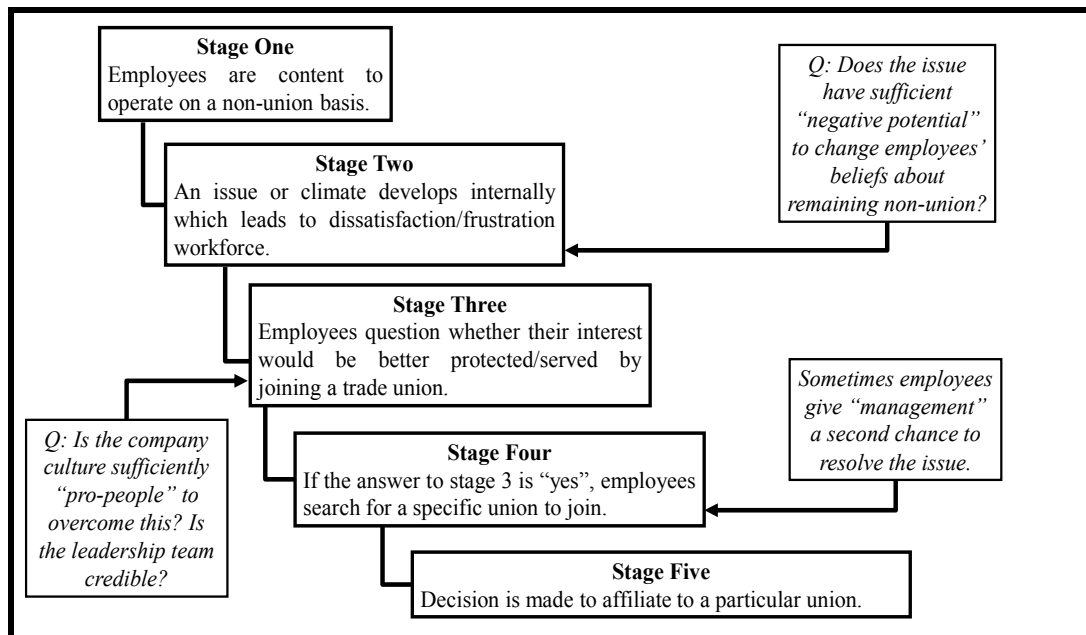 Stage One
Employees are content to
operate on a non-union basis.
Q: Does the issue
have sufficient
“negative potential”
to change employees’
beliefs about
remaining non-union?
Stage Two
An issue or climate develops internally
which leads to dissatisfaction/frustration
workforce.
Stage Three
Employees question whether their interest
would be better protected/served by
joining a trade union.
Q: Is the company
culture sufficiently
“pro-people” to
overcome this? Is
the leadership team
credible?
Sometimes employees
give “management”
a second chance to
resolve the issue.
Stage Four
If the answer to stage 3 is “yes”, employees
search for a specific union to join.
Stage Five
Decision is made to affiliate to a particular union.